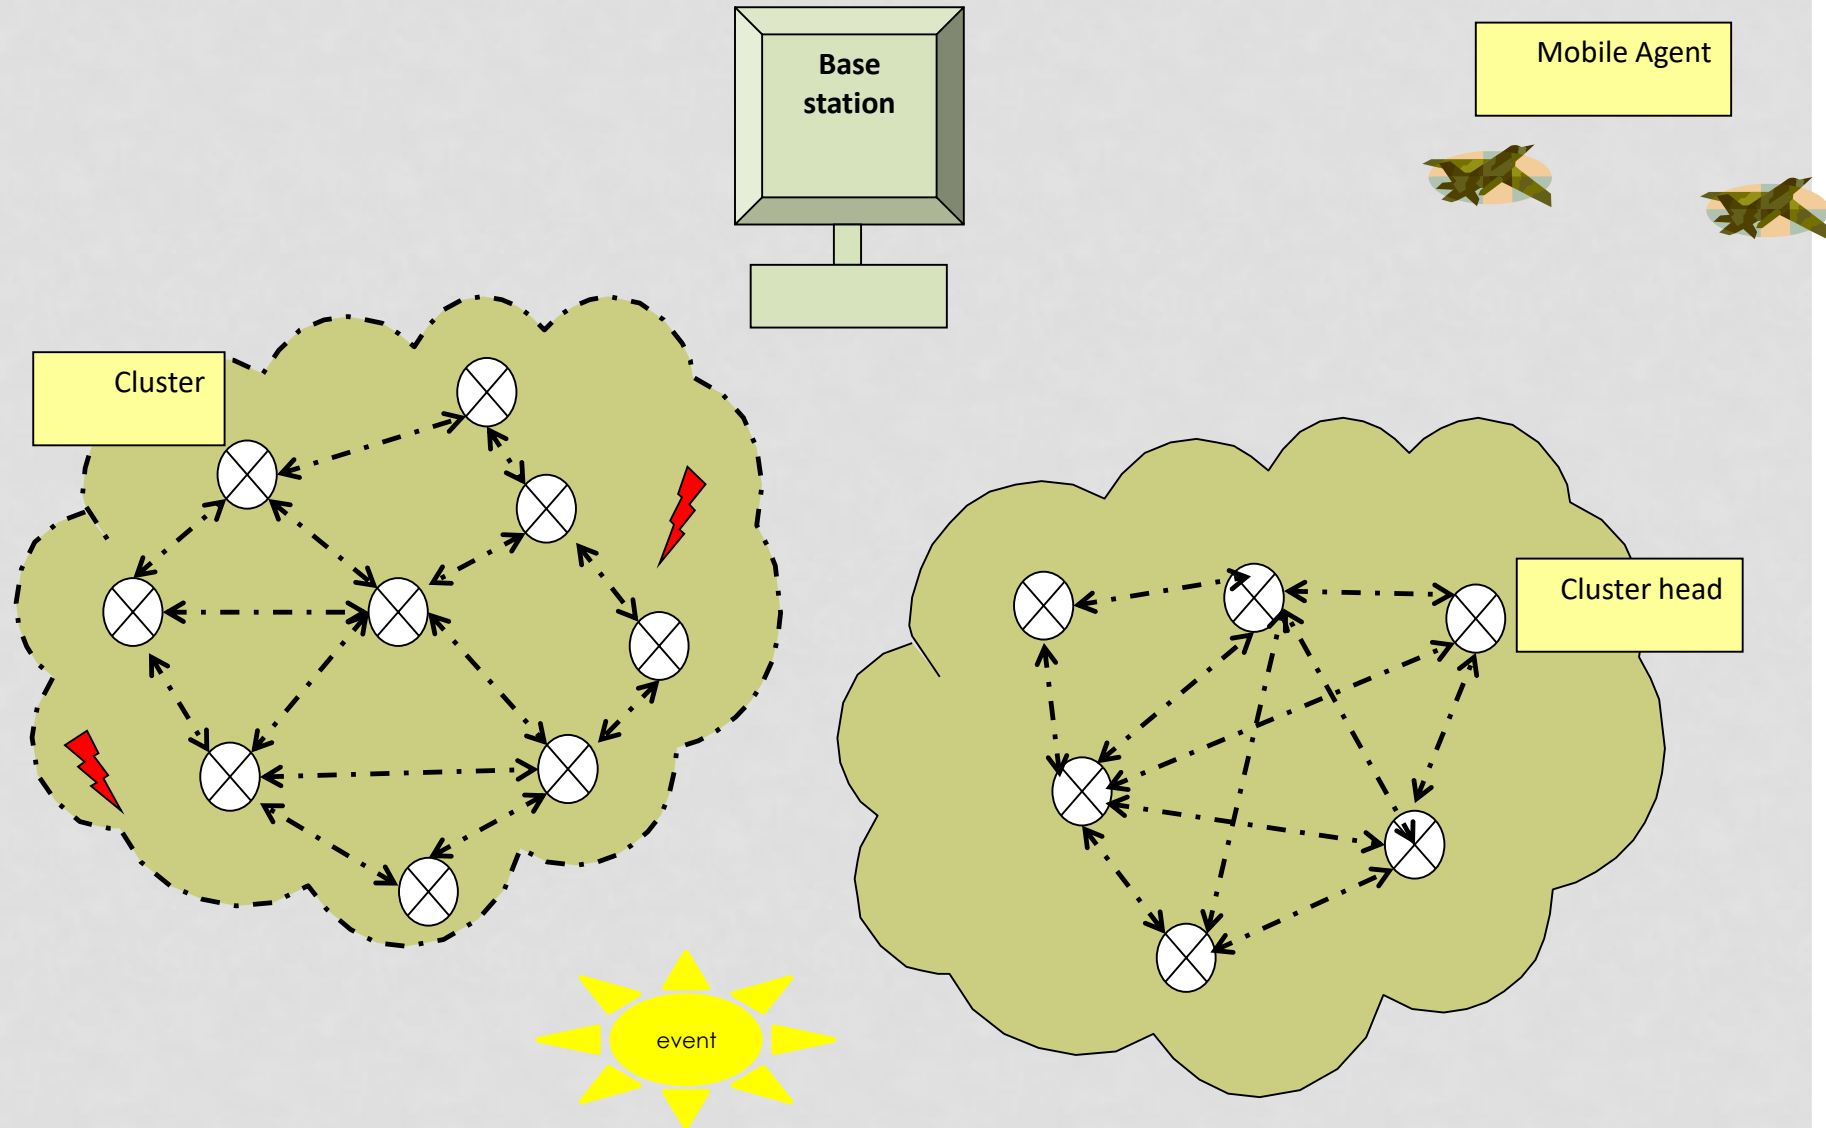 Base
station
Mobile Agent
Cluster
Cluster head
event